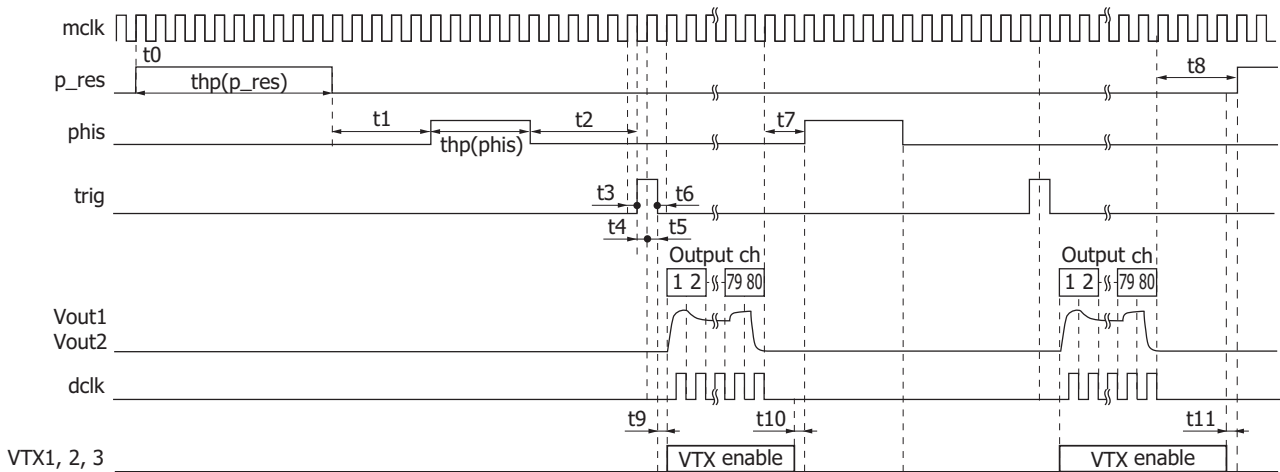 mclk
t0
p_res
thp(p_res)
t8
phis
t1
thp(phis)
t2
t7
trig
t3
t6
t4
t5
Output ch
1 2
79 80
Output ch
1 2
79 80
Vout1
Vout2
dclk
t9
t10
t11
VTX1, 2, 3
VTX enable
VTX enable